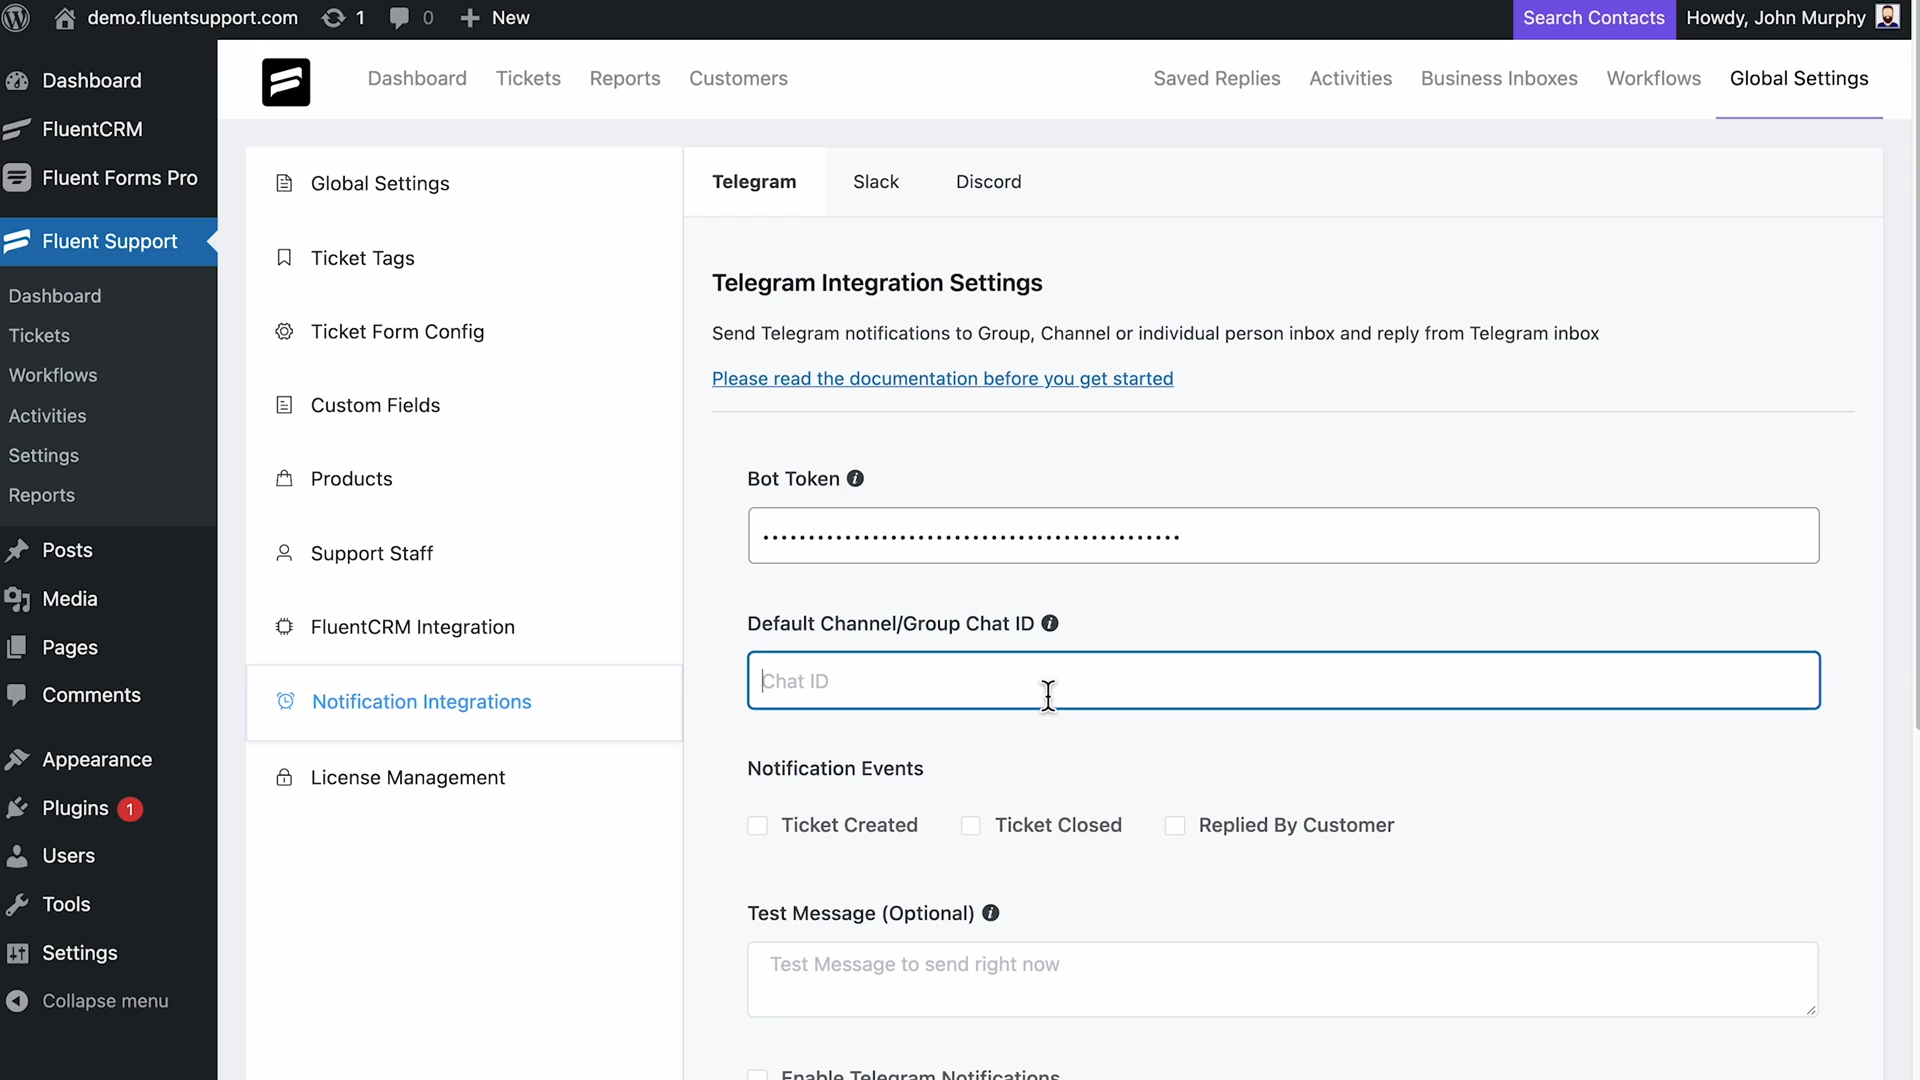 demo.fluentsupport.com 1 0 New Search Contacts Howdy, John Murphy
Dashboard
FluentCRM
Fluent Forms Pro
Fluent Support
Dashboard
Tickets
Workflows
Activities
Settings
Reports
Posts
Media
Pages
Comments
Appearance
Plugins 1
Users
Tools
Settings
Collapse menu
Dashboard Tickets Reports Customers Saved Replies Activities Business Inboxes Workflows Global Settings
Global Settings
Ticket Tags
Ticket Form Config
Custom Fields
Products
Support Staff
FluentCRM Integration
Notification Integrations
License Management
Telegram Slack Discord
Telegram Integration Settings
Send Telegram notifications to Group, Channel or individual person inbox and reply from Telegram inbox
Please read the documentation before you get started
Bot Token
Default Channel/Group Chat ID
Chat ID
Notification Events
Ticket Created Ticket Closed Replied By Customer
Test Message (Optional)
Test Message to send right now
Enable Telegram Notifications